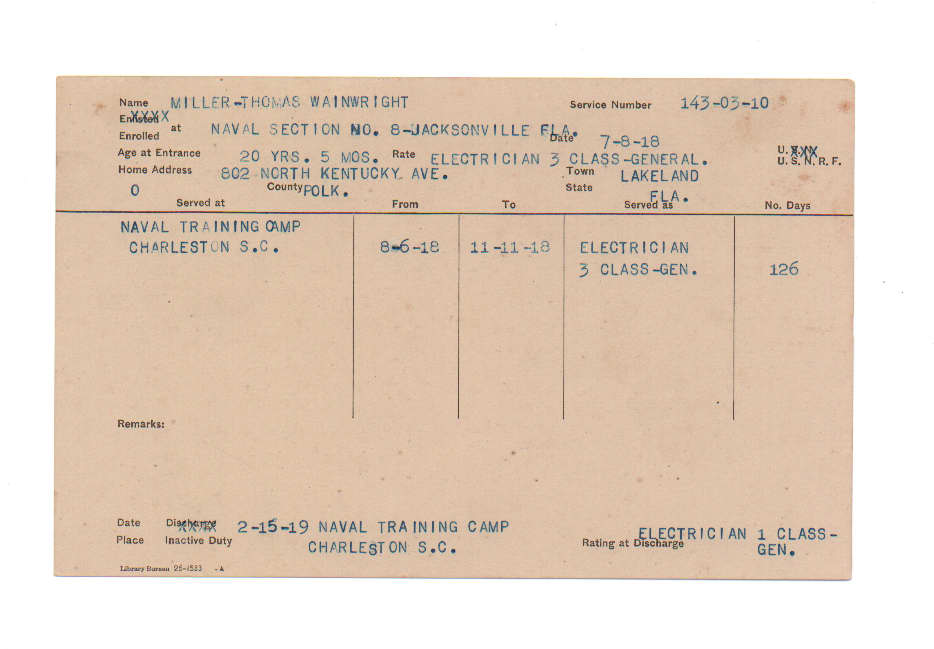 Name MILLER-THOMAS WAINWRIGHT Service Number 143-03-10
Enlisted XXXX
Enrolled at NAVAL SECTION NO. 8-JACKSONVILLE FLA. Date 7-8-18
Age at Entrance 20 YRS. 5 MOS. Rate ELECTRICIAN 3 CLASS-GENERAL. U. S. N. XXX U. S. N. R. F.
Home Address 802 NORTH KENTUCKY AVE. Town LAKELAND
O County POLK. State FLA.
Served at From To Served as No. Days
NAVAL TRAINING CAMP
CHARLESTON S.C. 8-6-18 11-11-18 ELECTRICIAN
3 CLASS-GEN. 126
Remarks:
Date Discharge XXXX 2-15-19 NAVAL TRAINING CAMP ELECTRICIAN 1 CLASS-
Place Inactive Duty CHARLESTON S.C. Rating at Discharge GEN.
Library Bureau 26-1533 -A